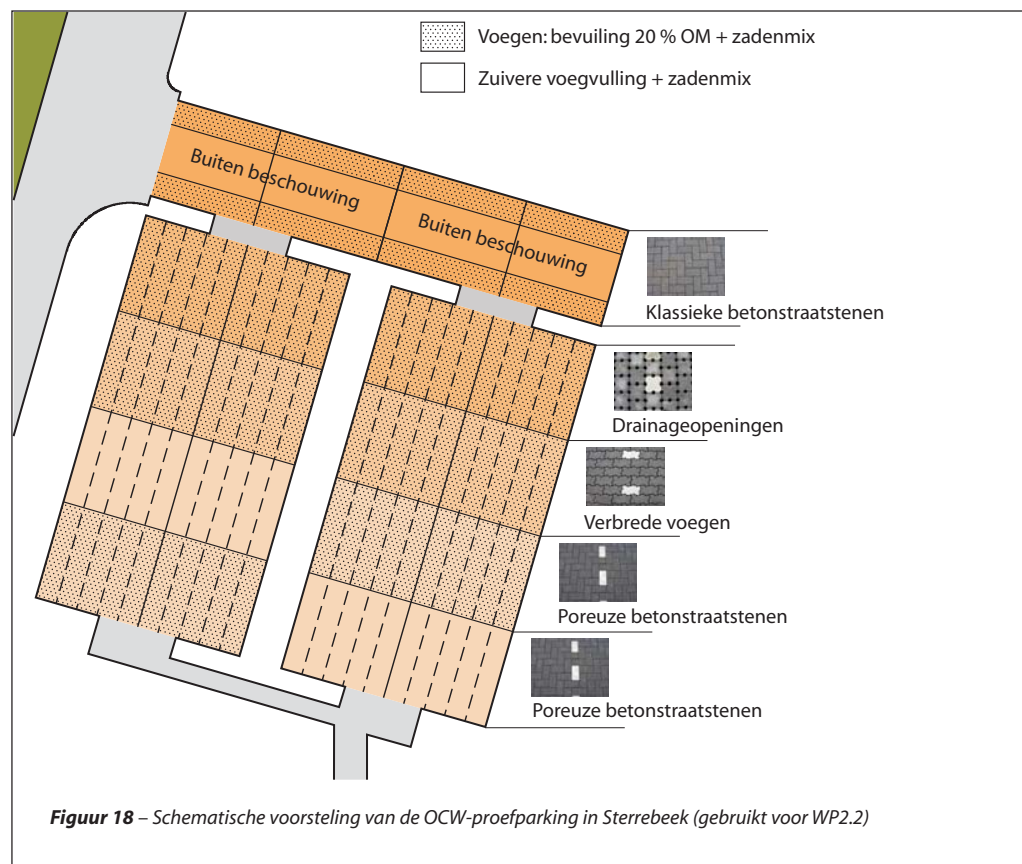 Voegen: bevuiling 20 % OM + zadenmix
Zuivere voegvulling + zadenmix
Buiten beschouwing
Buiten beschouwing
Klassieke betonstraatstenen
Drainageopeningen
Verbrede voegen
Poreuze betonstraatstenen
Poreuze betonstraatstenen
Figuur 18 – Schematische voorsteling van de OCW-proefparking in Sterrebeek (gebruikt voor WP2.2)